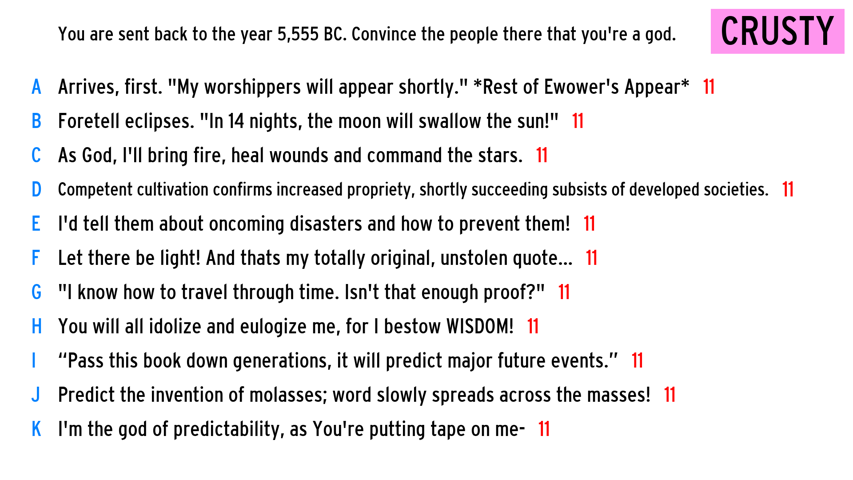 You are sent back to the year 5,555 BC. Convince the people there that you're a god.
CRUSTY
A Arrives, first. "My worshippers will appear shortly." *Rest of Ewower's Appear* 11
B Foretell eclipses. "In 14 nights, the moon will swallow the sun!" 11
C As God, I'll bring fire, heal wounds and command the stars. 11
D Competent cultivation confirms increased propriety, shortly succeeding subsists of developed societies. 11
E I'd tell them about oncoming disasters and how to prevent them! 11
F Let there be light! And thats my totally original, unstolen quote... 11
G "I know how to travel through time. Isn't that enough proof?" 11
H You will all idolize and eulogize me, for I bestow WISDOM! 11
I “Pass this book down generations, it will predict major future events.” 11
J Predict the invention of molasses; word slowly spreads across the masses! 11
K I'm the god of predictability, as You're putting tape on me- 11